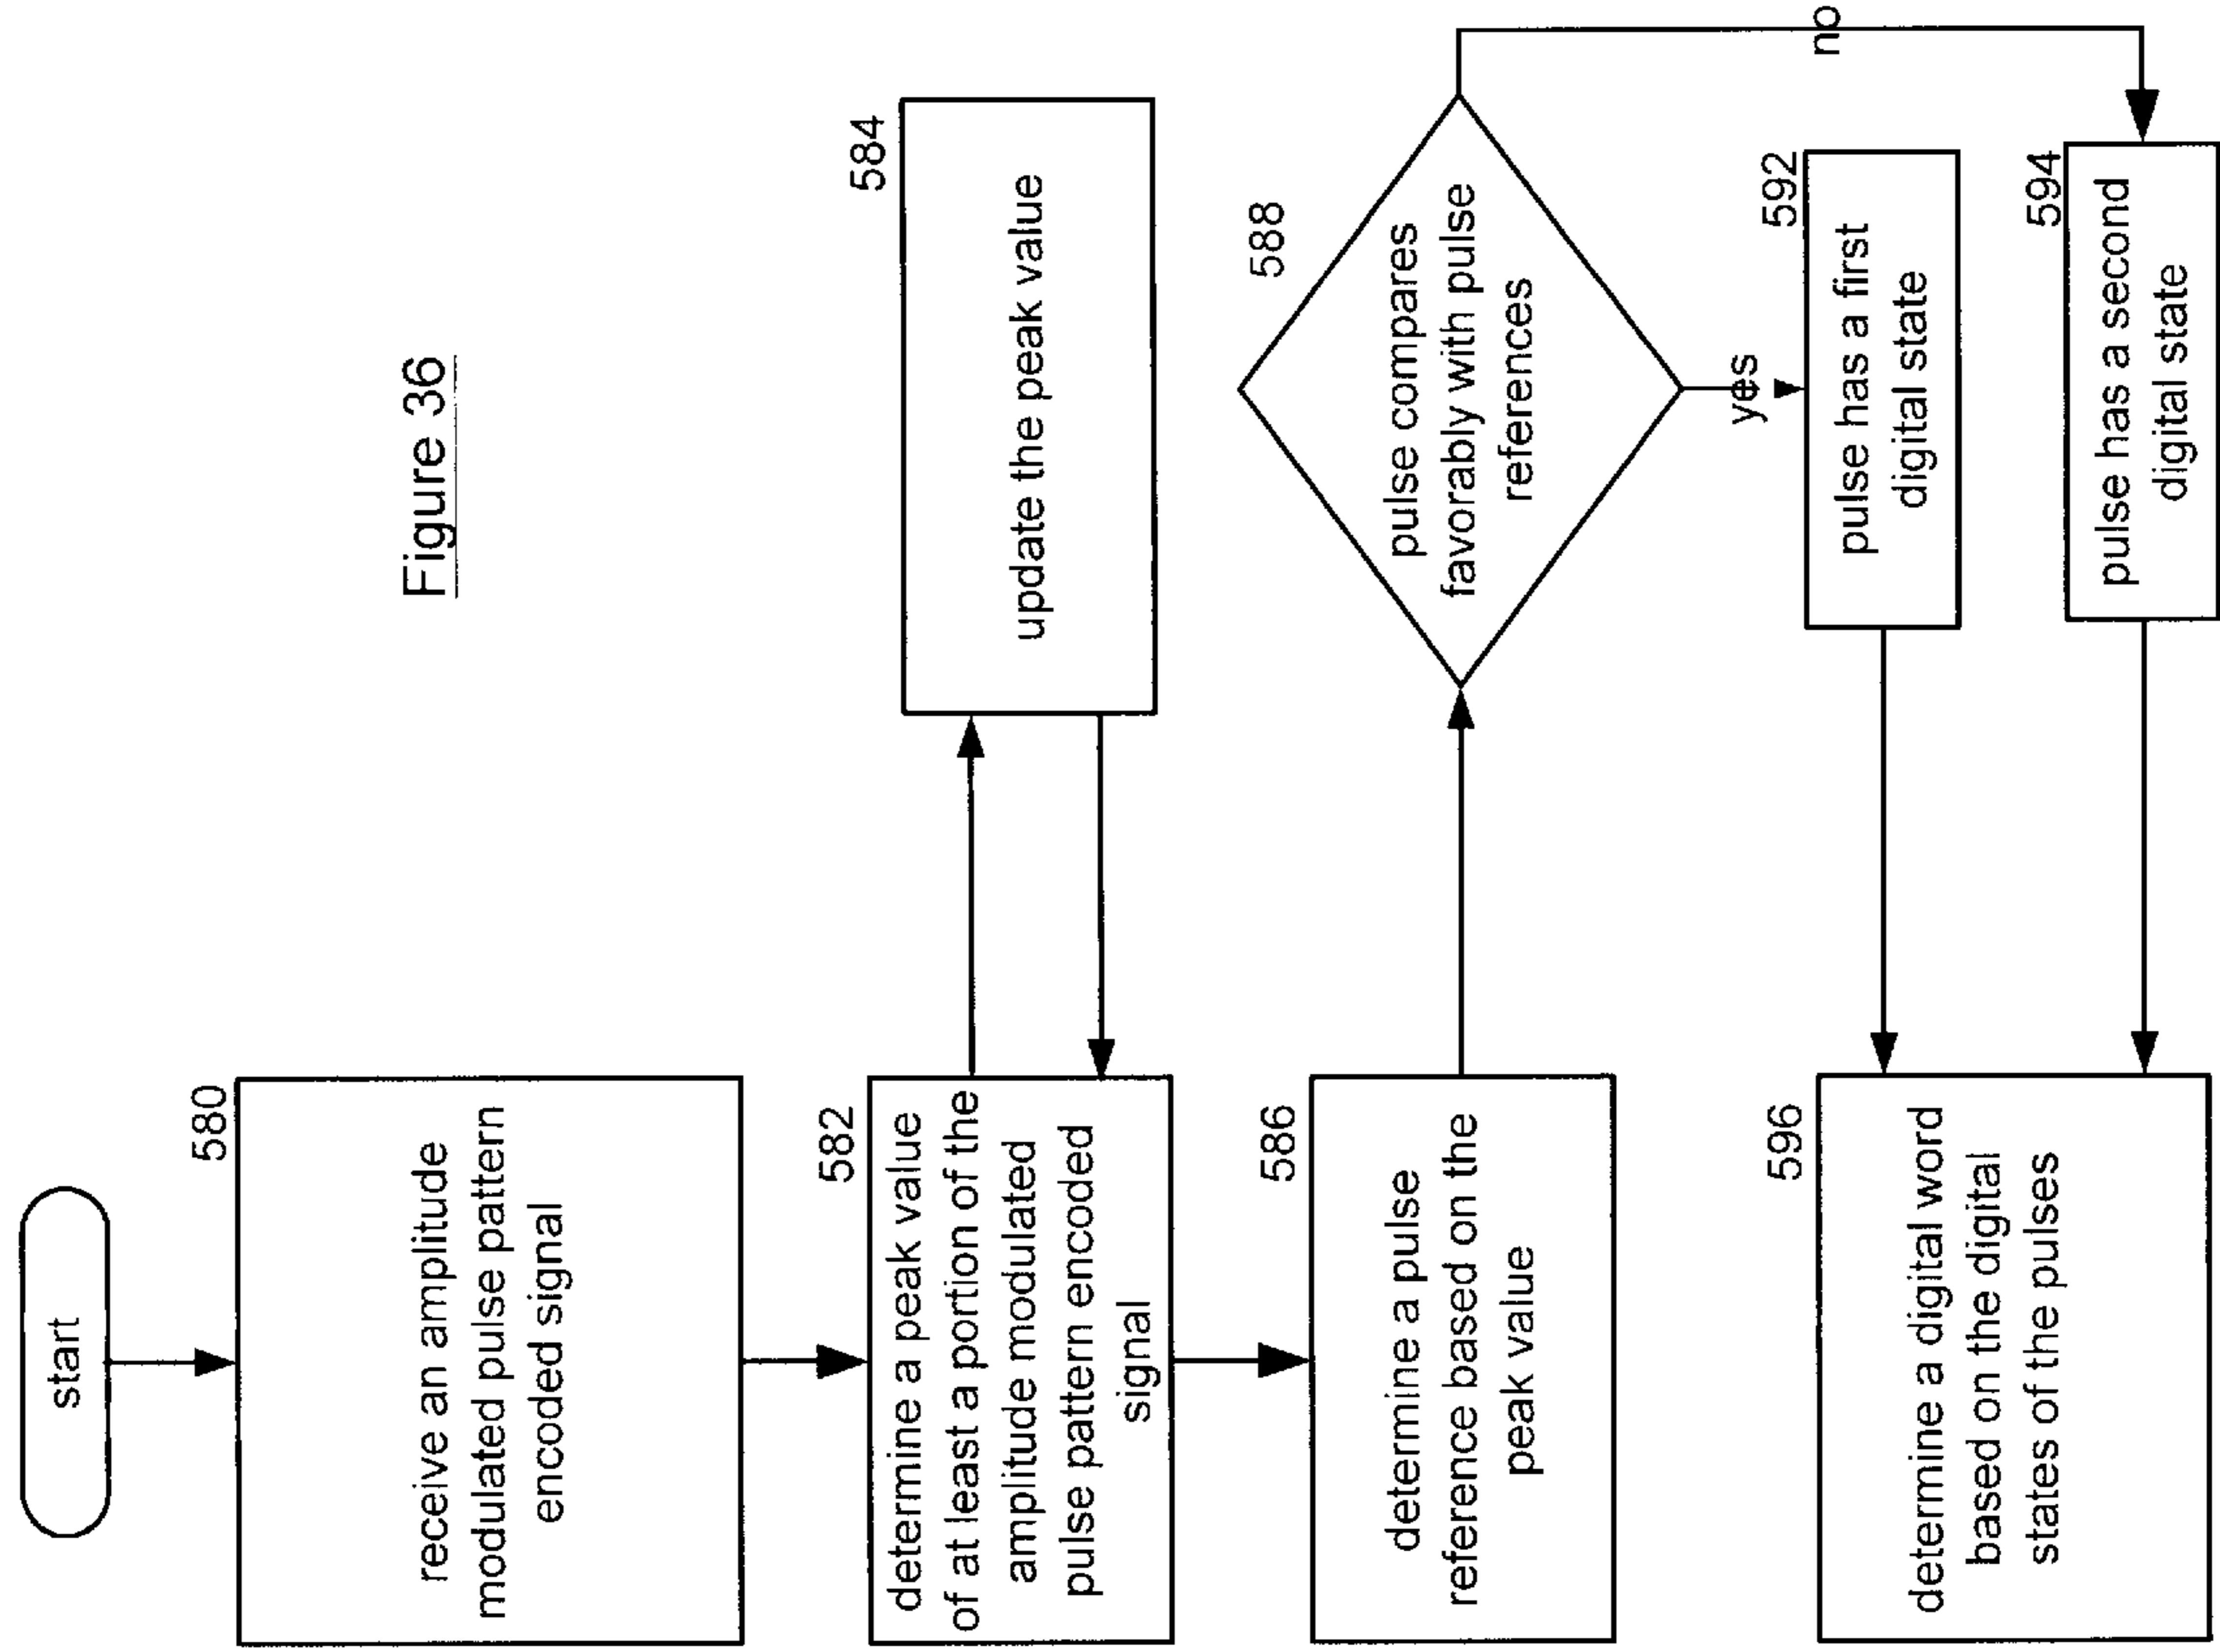 Figure 36
start
580
receive an amplitude
modulated pulse pattern
encoded signal
582
determine a peak value
of at least a portion of the
amplitude modulated
pulse pattern encoded
signal
584
update the peak value
586
determine a pulse
reference based on the
peak value
588
pulse compares
favorably with pulse
references
yes
no
592
pulse has a first
digital state
594
pulse has a second
digital state
596
determine a digital word
based on the digital
states of the pulses